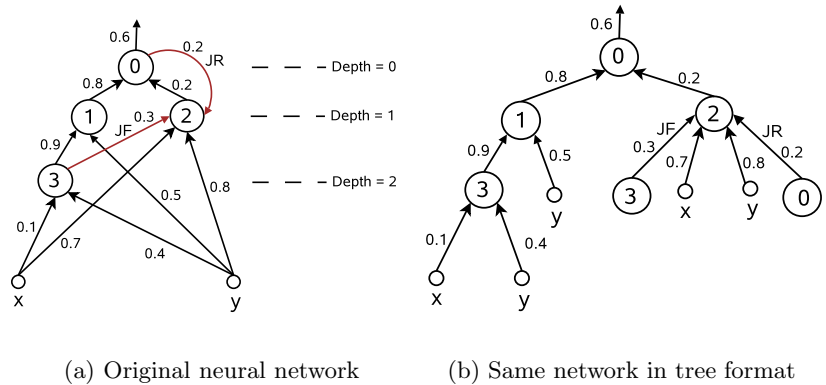 0.6
0.2
JR
0
Depth = 0
0.8
0.2
1
0.3
2
JF
Depth = 1
0.9
3
Depth = 2
0.1
0.7
0.5
0.8
0.4
x
y
(a) Original neural network
0.6
0
0.8
0.2
1
2
JF
JR
0.9
0.5
0.3
0.7
0.8
0.2
3
y
3
x
y
0
0.1
0.4
x
y
(b) Same network in tree format